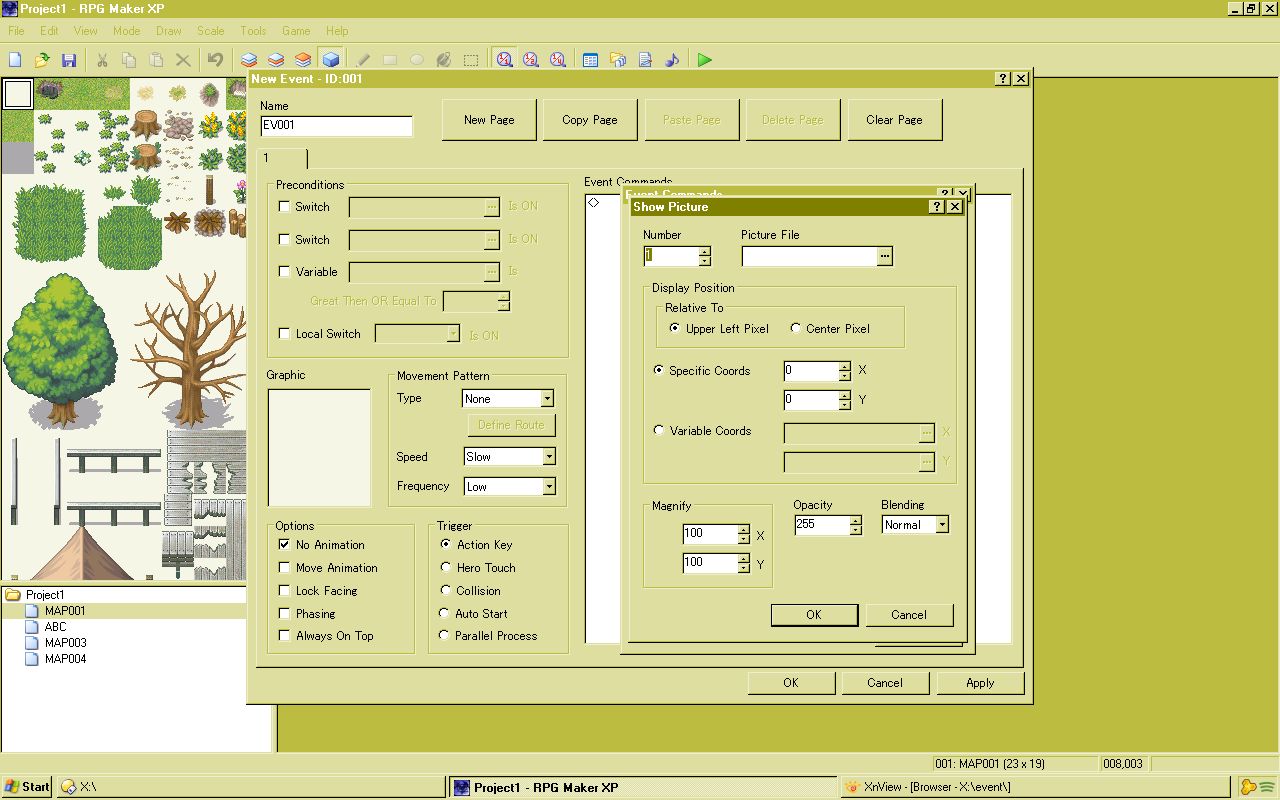 Project1 - RPG Maker XP
File Edit View Mode Draw Scale Tools Game Help
New Event - ID:001
Name
EV001
New Page Copy Page Paste Page Delete Page Clear Page
1
Preconditions
Switch ... Is ON
Switch ... Is ON
Variable ... Is
Great Then OR Equal To
Local Switch Is ON
Graphic
Movement Pattern
Type None
Define Route
Speed Slow
Frequency Low
Options
No Animation
Move Animation
Lock Facing
Phasing
Always On Top
Trigger
Action Key
Hero Touch
Collision
Auto Start
Parallel Process
Event Commands
Event Commands
Show Picture
Number Picture File
1 ...
Display Position
Relative To
Upper Left Pixel Center Pixel
Specific Coords 0 X
0 Y
Variable Coords ... X
... Y
Magnify Opacity Blending
100 X 255 Normal
100 Y
OK Cancel
OK Cancel Apply
Project1
MAP001
ABC
MAP003
MAP004
001: MAP001 (23 x 19) 008,003
Start X:\ Project1 - RPG Maker XP XnView - [Browser - X:\event\]